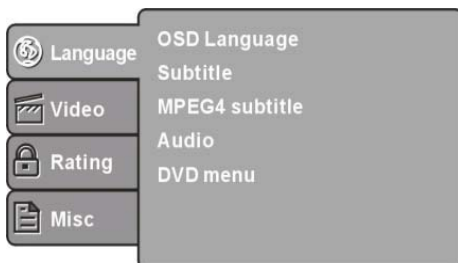 Language
Video
Rating
Misc
OSD Language
Subtitle
MPEG4 subtitle
Audio
DVD menu